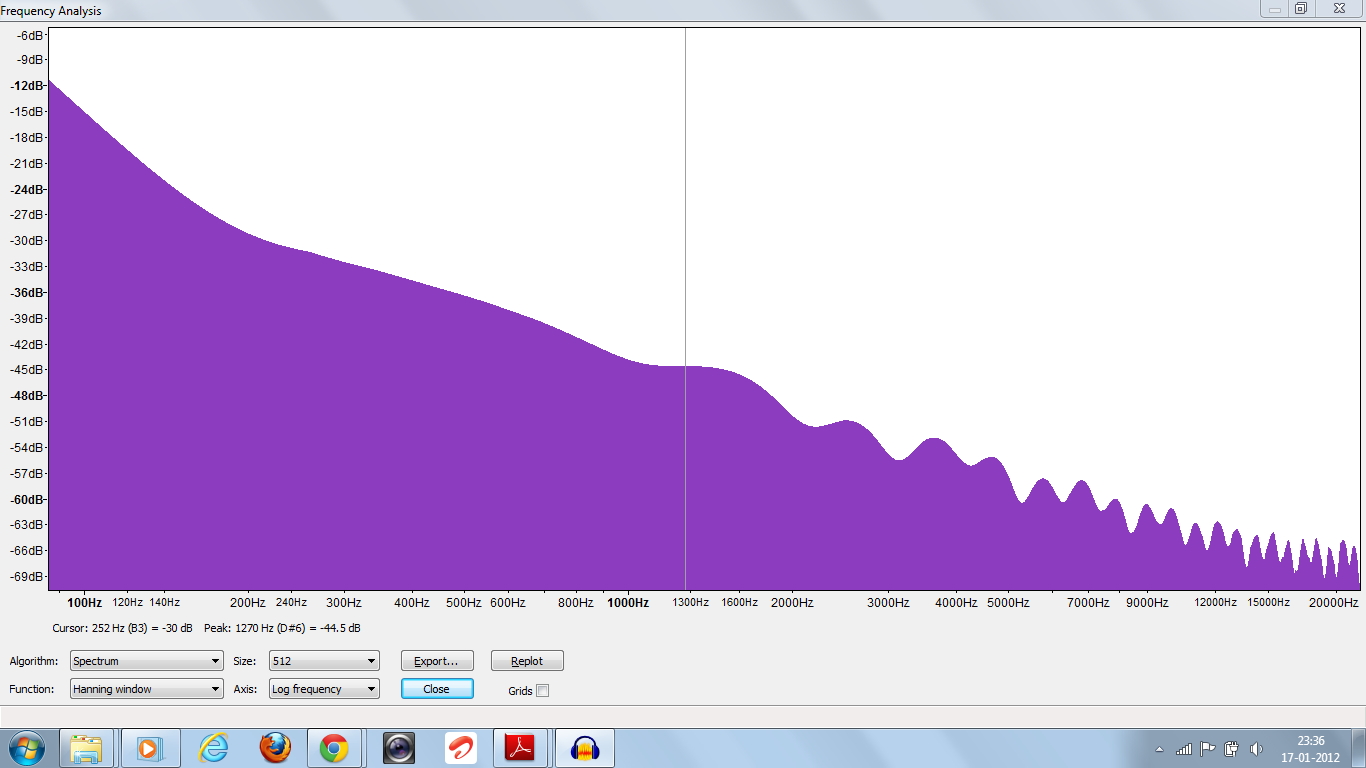 Frequency Analysis
-6dB
-9dB
-12dB
-15dB
-18dB
-21dB
-24dB
-27dB
-30dB
-33dB
-36dB
-39dB
-42dB
-45dB
-48dB
-51dB
-54dB
-57dB
-60dB
-63dB
-66dB
-69dB
100Hz 120Hz 140Hz 200Hz 240Hz 300Hz 400Hz 500Hz 600Hz 800Hz 1000Hz 1300Hz 1600Hz 2000Hz 3000Hz 4000Hz 5000Hz 7000Hz 9000Hz 12000Hz 15000Hz 20000Hz
Cursor: 252 Hz (B3) = -30 dB Peak: 1270 Hz (D#6) = -44.5 dB
Algorithm: Spectrum Size: 512 Export... Replot
Function: Hanning window Axis: Log frequency Close Grids
23:36
17-01-2012